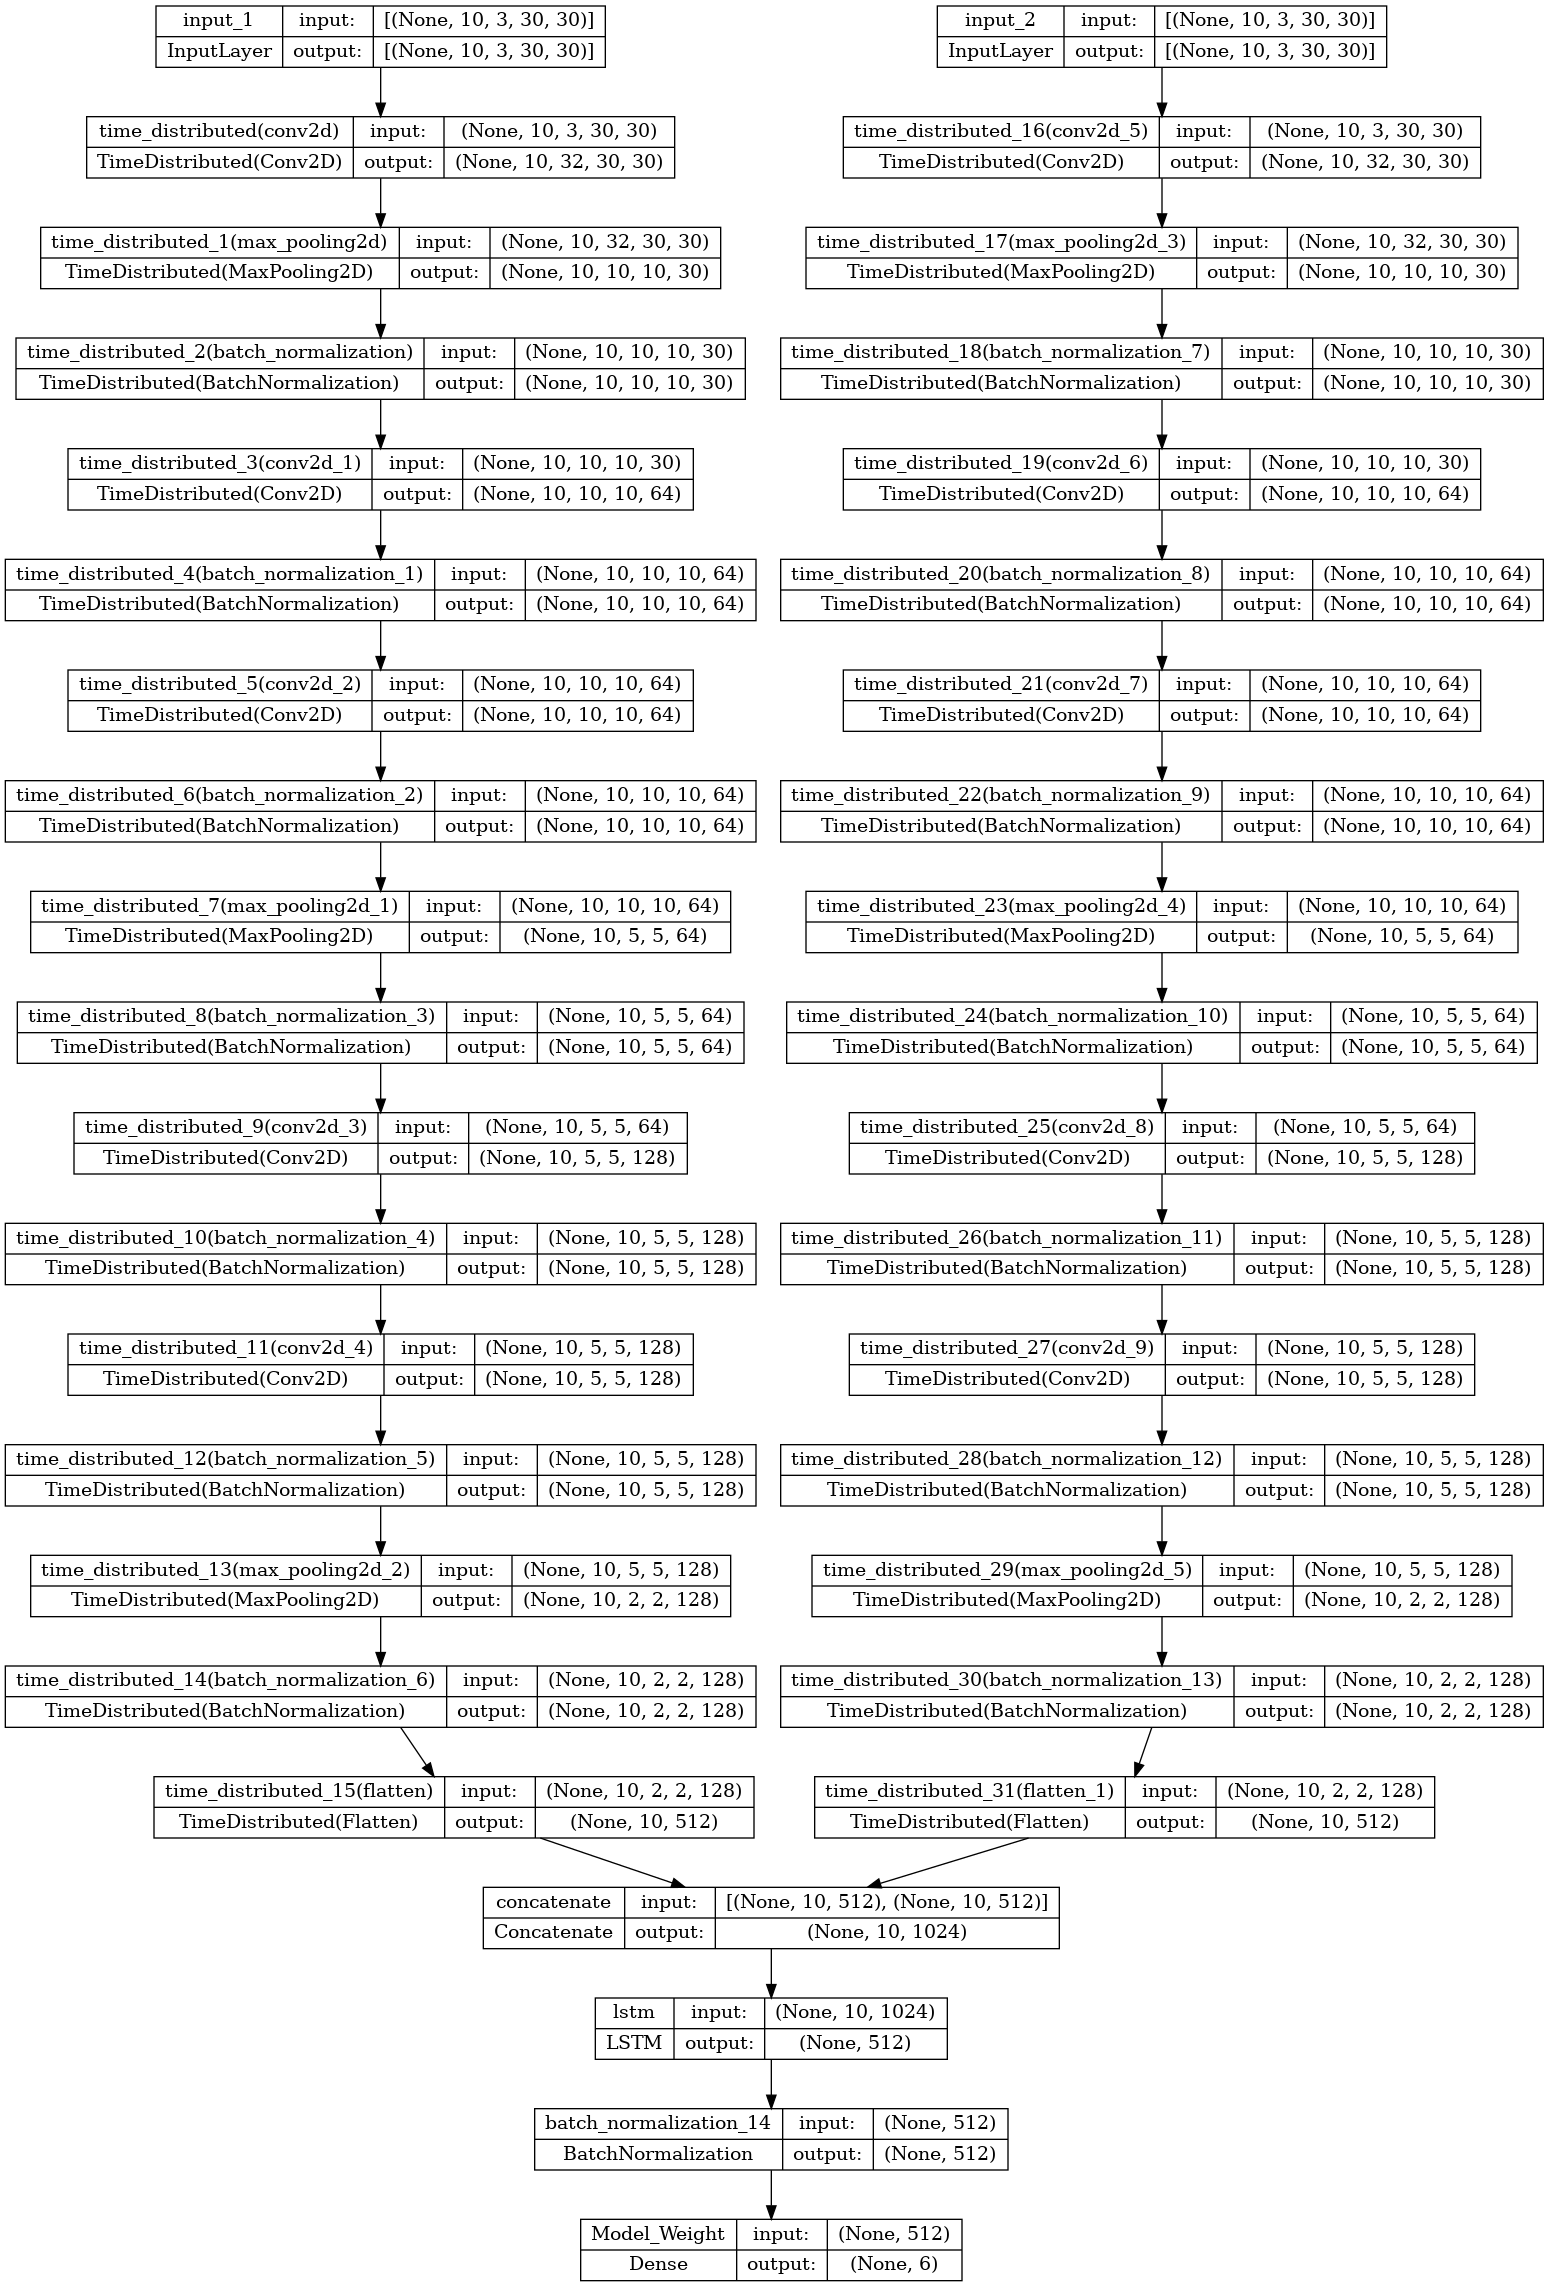 input_1 input: [(None, 10, 3, 30, 30)]
InputLayer output: [(None, 10, 3, 30, 30)]
input_2 input: [(None, 10, 3, 30, 30)]
InputLayer output: [(None, 10, 3, 30, 30)]
time_distributed(conv2d) input: (None, 10, 3, 30, 30)
TimeDistributed(Conv2D) output: (None, 10, 32, 30, 30)
time_distributed_16(conv2d_5) input: (None, 10, 3, 30, 30)
TimeDistributed(Conv2D) output: (None, 10, 32, 30, 30)
time_distributed_1(max_pooling2d) input: (None, 10, 32, 30, 30)
TimeDistributed(MaxPooling2D) output: (None, 10, 10, 10, 30)
time_distributed_17(max_pooling2d_3) input: (None, 10, 32, 30, 30)
TimeDistributed(MaxPooling2D) output: (None, 10, 10, 10, 30)
time_distributed_2(batch_normalization) input: (None, 10, 10, 10, 30)
TimeDistributed(BatchNormalization) output: (None, 10, 10, 10, 30)
time_distributed_18(batch_normalization_7) input: (None, 10, 10, 10, 30)
TimeDistributed(BatchNormalization) output: (None, 10, 10, 10, 30)
time_distributed_3(conv2d_1) input: (None, 10, 10, 10, 30)
TimeDistributed(Conv2D) output: (None, 10, 10, 10, 64)
time_distributed_19(conv2d_6) input: (None, 10, 10, 10, 30)
TimeDistributed(Conv2D) output: (None, 10, 10, 10, 64)
time_distributed_4(batch_normalization_1) input: (None, 10, 10, 10, 64)
TimeDistributed(BatchNormalization) output: (None, 10, 10, 10, 64)
time_distributed_20(batch_normalization_8) input: (None, 10, 10, 10, 64)
TimeDistributed(BatchNormalization) output: (None, 10, 10, 10, 64)
time_distributed_5(conv2d_2) input: (None, 10, 10, 10, 64)
TimeDistributed(Conv2D) output: (None, 10, 10, 10, 64)
time_distributed_21(conv2d_7) input: (None, 10, 10, 10, 64)
TimeDistributed(Conv2D) output: (None, 10, 10, 10, 64)
time_distributed_6(batch_normalization_2) input: (None, 10, 10, 10, 64)
TimeDistributed(BatchNormalization) output: (None, 10, 10, 10, 64)
time_distributed_22(batch_normalization_9) input: (None, 10, 10, 10, 64)
TimeDistributed(BatchNormalization) output: (None, 10, 10, 10, 64)
time_distributed_7(max_pooling2d_1) input: (None, 10, 10, 10, 64)
TimeDistributed(MaxPooling2D) output: (None, 10, 5, 5, 64)
time_distributed_23(max_pooling2d_4) input: (None, 10, 10, 10, 64)
TimeDistributed(MaxPooling2D) output: (None, 10, 5, 5, 64)
time_distributed_8(batch_normalization_3) input: (None, 10, 5, 5, 64)
TimeDistributed(BatchNormalization) output: (None, 10, 5, 5, 64)
time_distributed_24(batch_normalization_10) input: (None, 10, 5, 5, 64)
TimeDistributed(BatchNormalization) output: (None, 10, 5, 5, 64)
time_distributed_9(conv2d_3) input: (None, 10, 5, 5, 64)
TimeDistributed(Conv2D) output: (None, 10, 5, 5, 128)
time_distributed_25(conv2d_8) input: (None, 10, 5, 5, 64)
TimeDistributed(Conv2D) output: (None, 10, 5, 5, 128)
time_distributed_10(batch_normalization_4) input: (None, 10, 5, 5, 128)
TimeDistributed(BatchNormalization) output: (None, 10, 5, 5, 128)
time_distributed_26(batch_normalization_11) input: (None, 10, 5, 5, 128)
TimeDistributed(BatchNormalization) output: (None, 10, 5, 5, 128)
time_distributed_11(conv2d_4) input: (None, 10, 5, 5, 128)
TimeDistributed(Conv2D) output: (None, 10, 5, 5, 128)
time_distributed_27(conv2d_9) input: (None, 10, 5, 5, 128)
TimeDistributed(Conv2D) output: (None, 10, 5, 5, 128)
time_distributed_12(batch_normalization_5) input: (None, 10, 5, 5, 128)
TimeDistributed(BatchNormalization) output: (None, 10, 5, 5, 128)
time_distributed_28(batch_normalization_12) input: (None, 10, 5, 5, 128)
TimeDistributed(BatchNormalization) output: (None, 10, 5, 5, 128)
time_distributed_13(max_pooling2d_2) input: (None, 10, 5, 5, 128)
TimeDistributed(MaxPooling2D) output: (None, 10, 2, 2, 128)
time_distributed_29(max_pooling2d_5) input: (None, 10, 5, 5, 128)
TimeDistributed(MaxPooling2D) output: (None, 10, 2, 2, 128)
time_distributed_14(batch_normalization_6) input: (None, 10, 2, 2, 128)
TimeDistributed(BatchNormalization) output: (None, 10, 2, 2, 128)
time_distributed_30(batch_normalization_13) input: (None, 10, 2, 2, 128)
TimeDistributed(BatchNormalization) output: (None, 10, 2, 2, 128)
time_distributed_15(flatten) input: (None, 10, 2, 2, 128)
TimeDistributed(Flatten) output: (None, 10, 512)
time_distributed_31(flatten_1) input: (None, 10, 2, 2, 128)
TimeDistributed(Flatten) output: (None, 10, 512)
concatenate input: [(None, 10, 512), (None, 10, 512)]
Concatenate output: (None, 10, 1024)
lstm input: (None, 10, 1024)
LSTM output: (None, 512)
batch_normalization_14 input: (None, 512)
BatchNormalization output: (None, 512)
Model_Weight input: (None, 512)
Dense output: (None, 6)